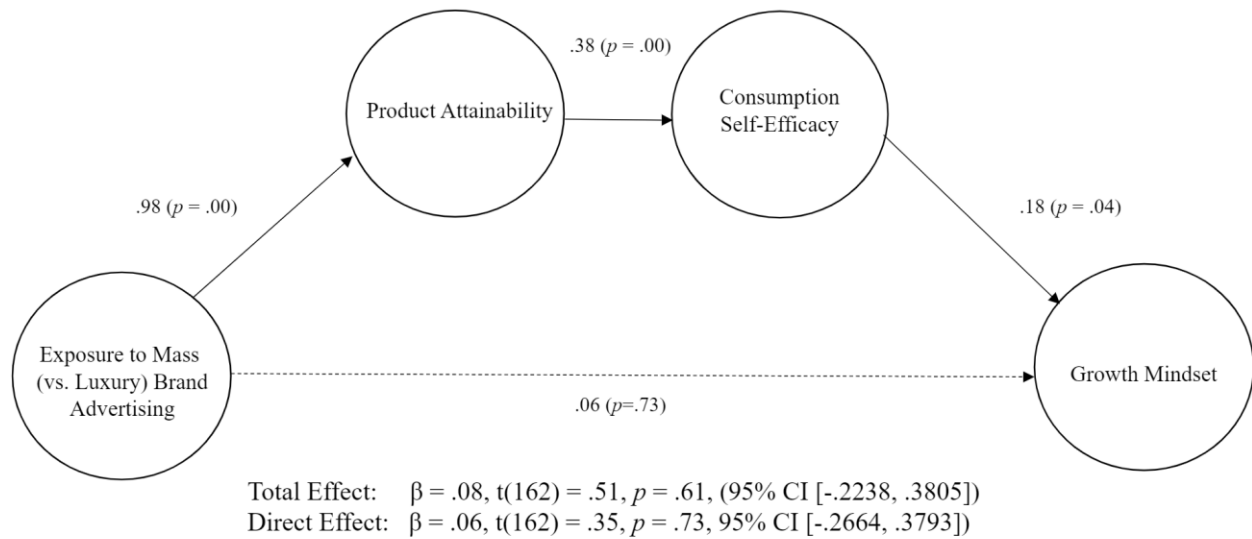 .38 (p = .00)
Product Attainability
Consumption
Self-Efficacy
.98 (p = .00)
.18 (p = .04)
Exposure to Mass
(vs. Luxury) Brand
Advertising
Growth Mindset
.06 (p=.73)
Total Effect: β = .08, t(162) = .51, p = .61, (95% CI [-.2238, .3805])
Direct Effect: β = .06, t(162) = .35, p = .73, 95% CI [-.2664, .3793])